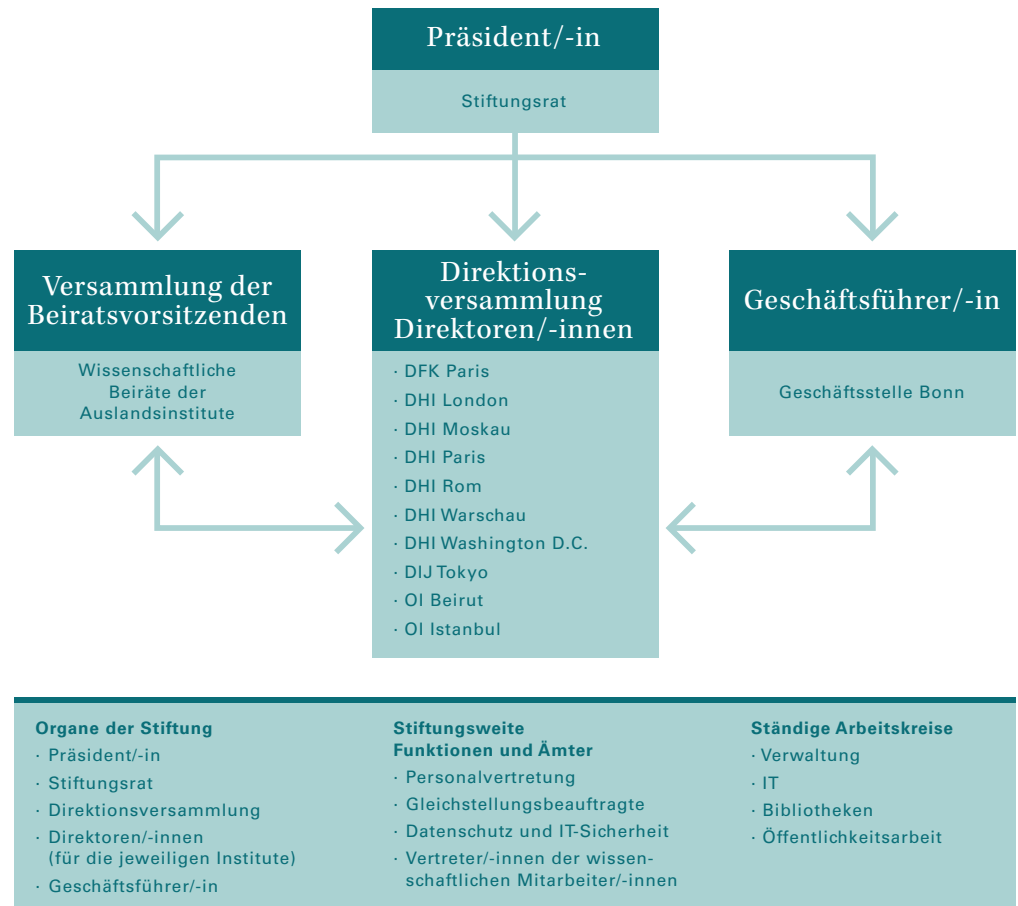 Präsident/-in
Stiftungsrat
Versammlung der
Beiratsvorsitzenden
Wissenschaftliche
Beiräte der
Auslandsinstitute
Direktions-
versammlung
Direktoren/-innen
· DFK Paris
· DHI London
· DHI Moskau
· DHI Paris
· DHI Rom
· DHI Warschau
· DHI Washington D.C.
· DIJ Tokyo
· OI Beirut
· OI Istanbul
Geschäftsführer/-in
Geschäftsstelle Bonn
Organe der Stiftung
· Präsident/-in
· Stiftungsrat
· Direktionsversammlung
· Direktoren/-innen
(für die jeweiligen Institute)
· Geschäftsführer/-in
Stiftungsweite
Funktionen und Ämter
· Personalvertretung
· Gleichstellungsbeauftragte
· Datenschutz und IT-Sicherheit
· Vertreter/-innen der wissen-
schaftlichen Mitarbeiter/-innen
Ständige Arbeitskreise
· Verwaltung
· IT
· Bibliotheken
· Öffentlichkeitsarbeit